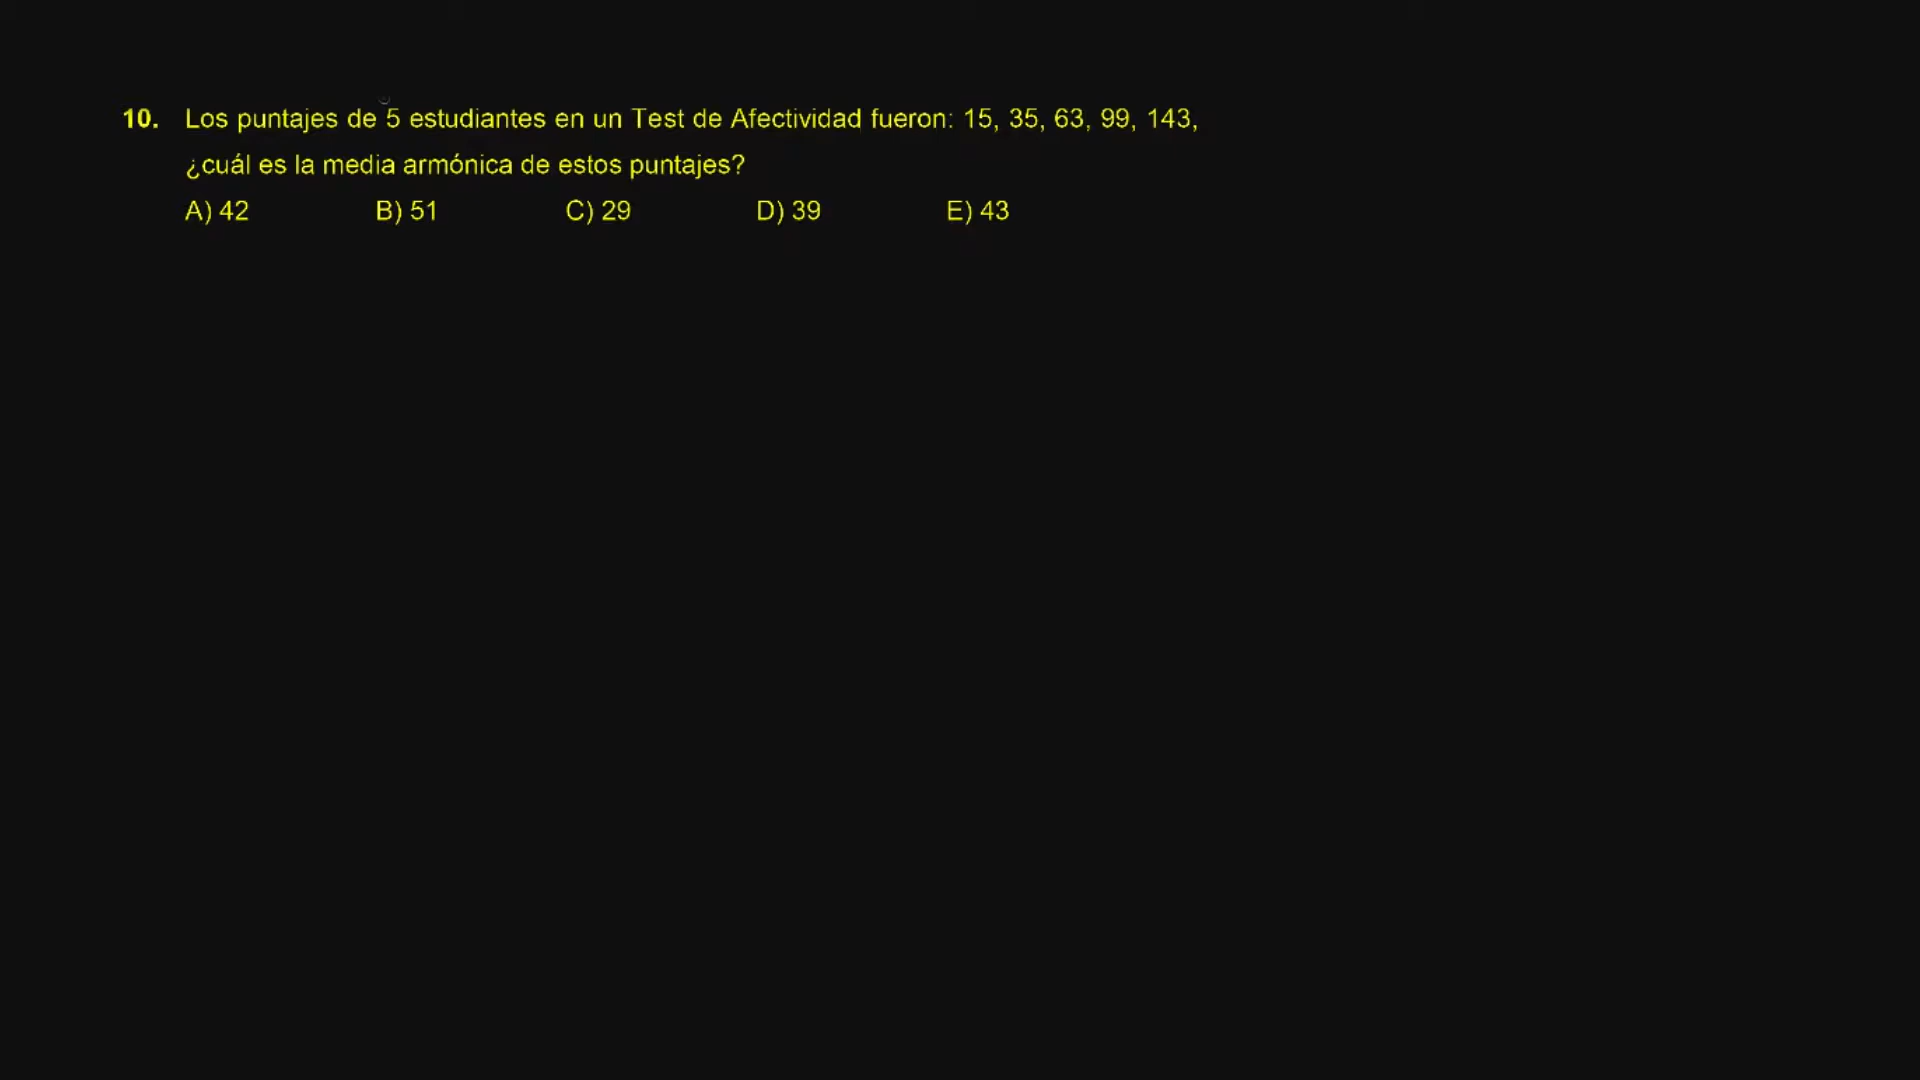 10. Los puntajes de 5 estudiantes en un Test de Afectividad fueron: 15, 35, 63, 99, 143,
¿cuál es la media armónica de estos puntajes?
A) 42 B) 51 C) 29 D) 39 E) 43